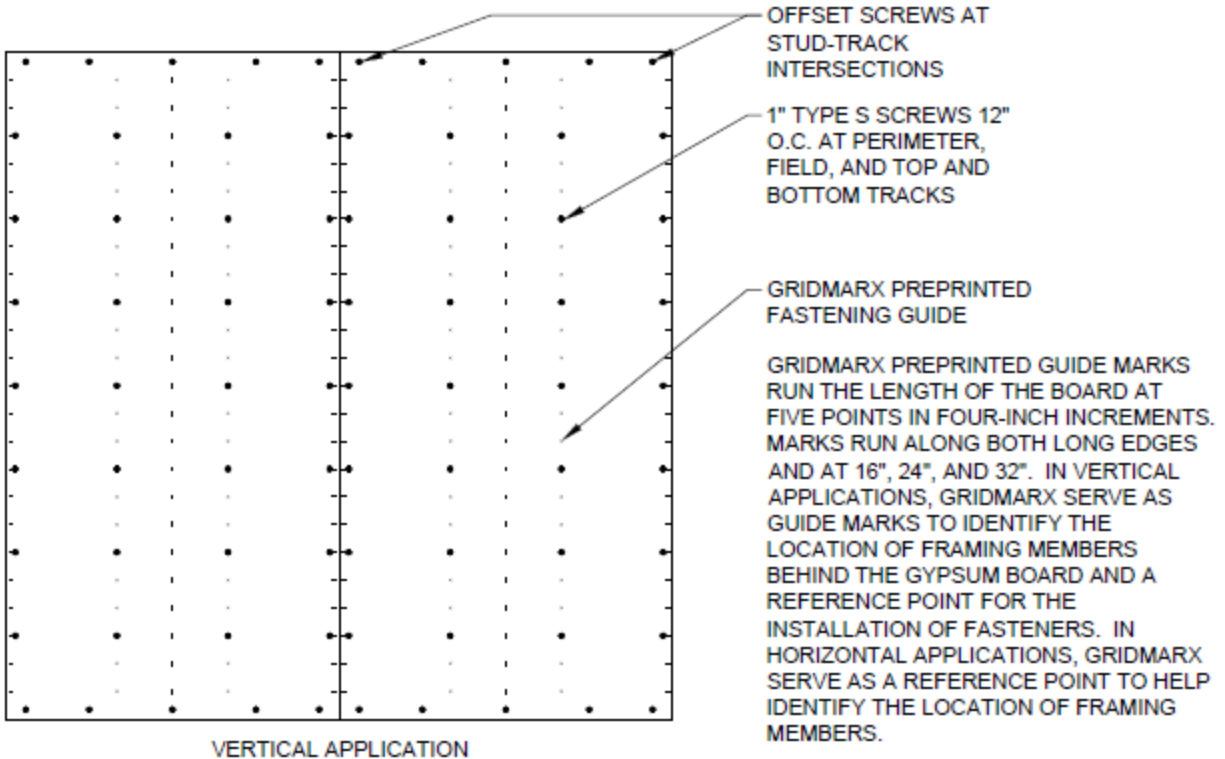 OFFSET SCREWS AT
STUD-TRACK
INTERSECTIONS
1" TYPE S SCREWS 12"
O.C. AT PERIMETER,
FIELD, AND TOP AND
BOTTOM TRACKS
GRIDMARX PREPRINTED
FASTENING GUIDE
GRIDMARX PREPRINTED GUIDE MARKS
RUN THE LENGTH OF THE BOARD AT
FIVE POINTS IN FOUR-INCH INCREMENTS.
MARKS RUN ALONG BOTH LONG EDGES
AND AT 16", 24", AND 32". IN VERTICAL
APPLICATIONS, GRIDMARX SERVE AS
GUIDE MARKS TO IDENTIFY THE
LOCATION OF FRAMING MEMBERS
BEHIND THE GYPSUM BOARD AND A
REFERENCE POINT FOR THE
INSTALLATION OF FASTENERS. IN
HORIZONTAL APPLICATIONS, GRIDMARX
SERVE AS A REFERENCE POINT TO HELP
IDENTIFY THE LOCATION OF FRAMING
MEMBERS.
VERTICAL APPLICATION